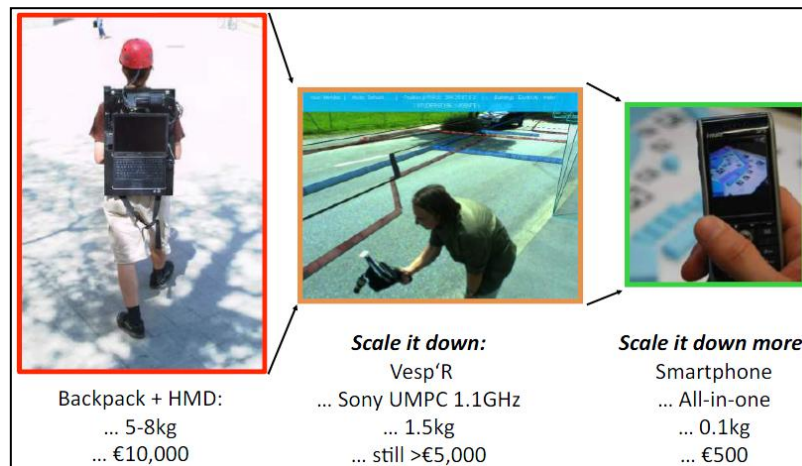 Backpack + HMD:
... 5-8kg
... €10,000
Scale it down:
Vesp‘R
... Sony UMPC 1.1GHz
... 1.5kg
... still >€5,000
Scale it down more
Smartphone
... All-in-one
... 0.1kg
... €500